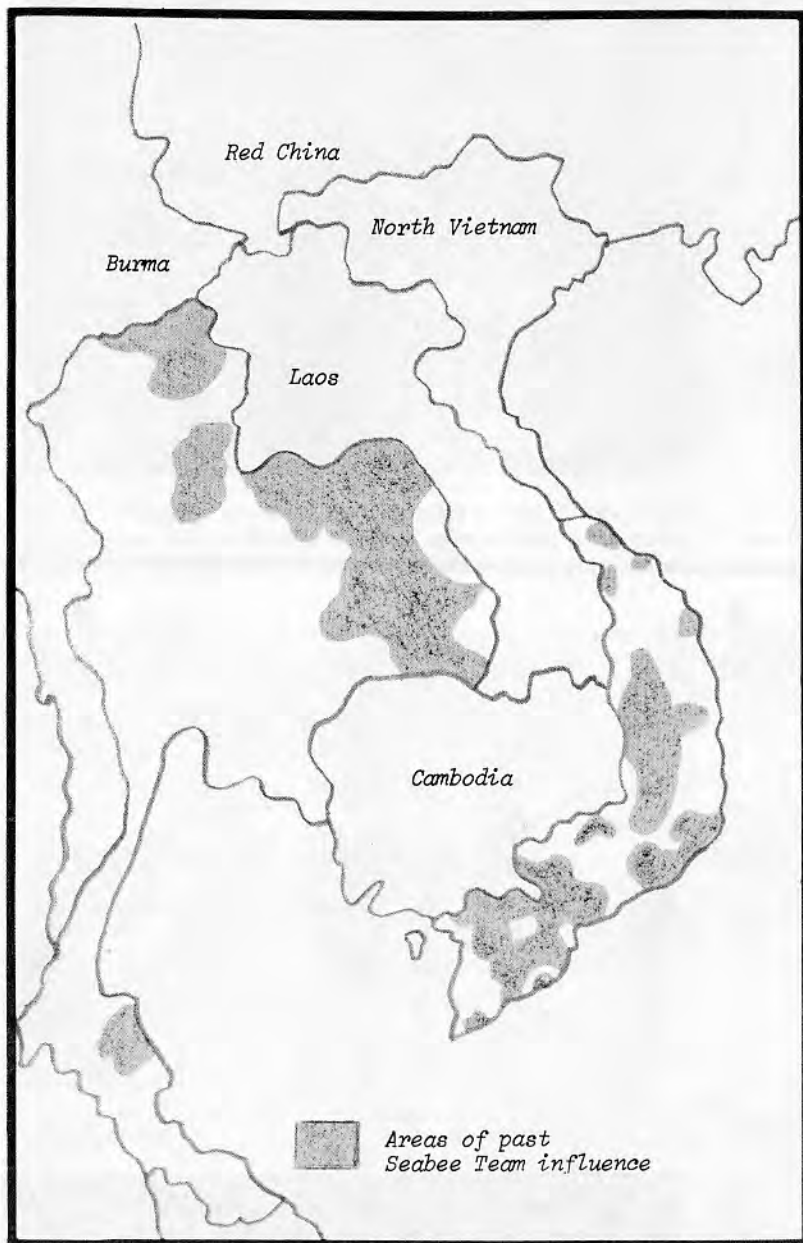 Red China
North Vietnam
Burma
Laos
Cambodia
Areas of past
Seabee Team influence